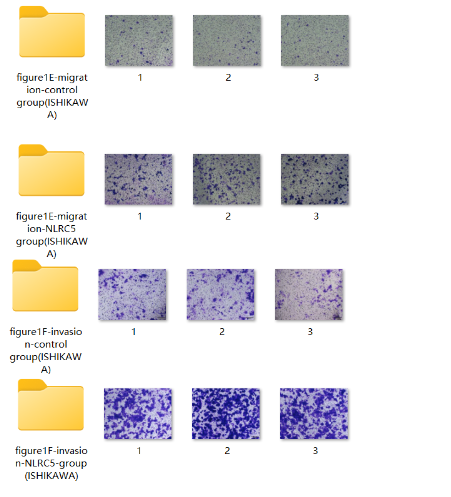 1 2 3
figure1E-migrat
ion-control
group(ISHIKAW
A)
1 2 3
figure1E-migrat
ion-NLRC5
group(ISHIKAW
A)
1 2 3
figure1F-invasio
n-control
group(ISHIKAW
A)
1 2 3
figure1F-invasio
n-NLRC5-group
(ISHIKAWA)